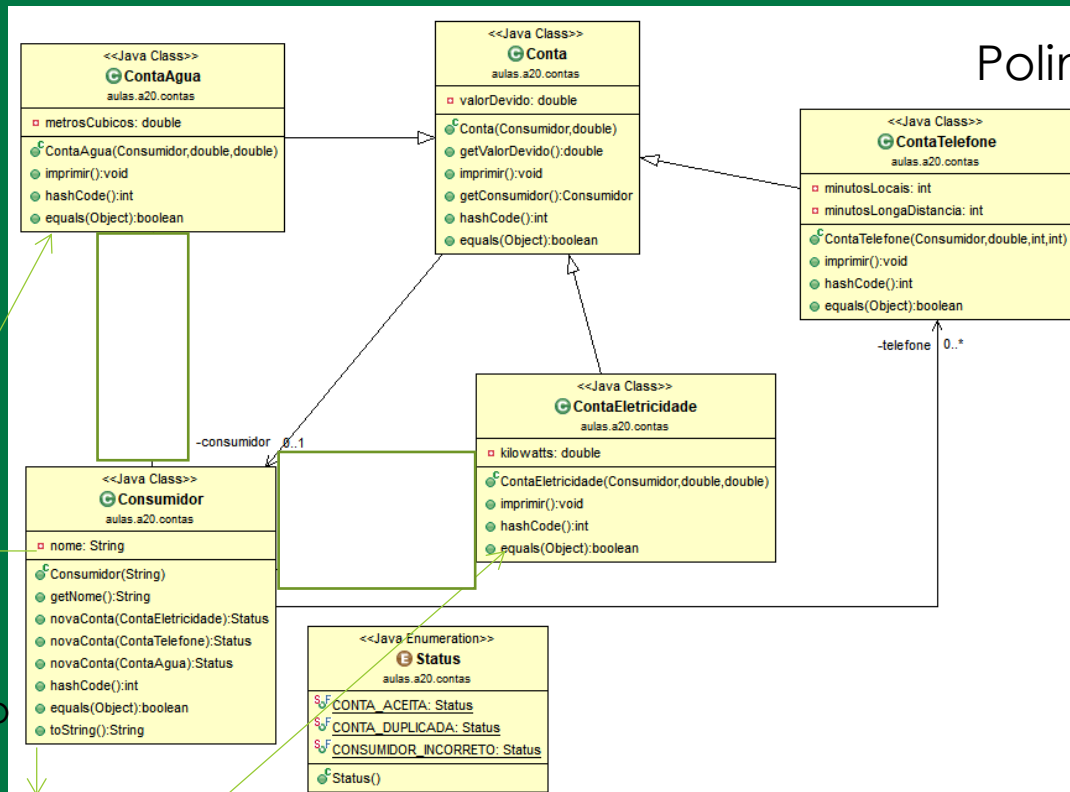 Polir
<<Java Class>>
ContaAgua
aulas.a20.contas
metrosCubicos: double
ContaAgua(Consumidor,double,double)
imprimir():void
hashCode():int
equals(Object):boolean
<<Java Class>>
Conta
aulas.a20.contas
valorDevido: double
Conta(Consumidor,double)
getValorDevido():double
imprimir():void
getConsumidor():Consumidor
hashCode():int
equals(Object):boolean
<<Java Class>>
ContaTelefone
aulas.a20.contas
minutosLocais: int
minutosLongaDistancia: int
ContaTelefone(Consumidor,double,int,int)
imprimir():void
hashCode():int
equals(Object):boolean
-telefone 0..*
-consumidor 0..1
<<Java Class>>
ContaEletricidade
aulas.a20.contas
kilowatts: double
ContaEletricidade(Consumidor,double,double)
imprimir():void
hashCode():int
equals(Object):boolean
<<Java Class>>
Consumidor
aulas.a20.contas
nome: String
Consumidor(String)
getNome():String
novaConta(ContaEletricidade):Status
novaConta(ContaTelefone):Status
novaConta(ContaAgua):Status
hashCode():int
equals(Object):boolean
toString():String
<<Java Enumeration>>
Status
aulas.a20.contas
CONTA_ACEITA: Status
CONTA_DUPLICADA: Status
CONSUMIDOR_INCORRETO: Status
Status()